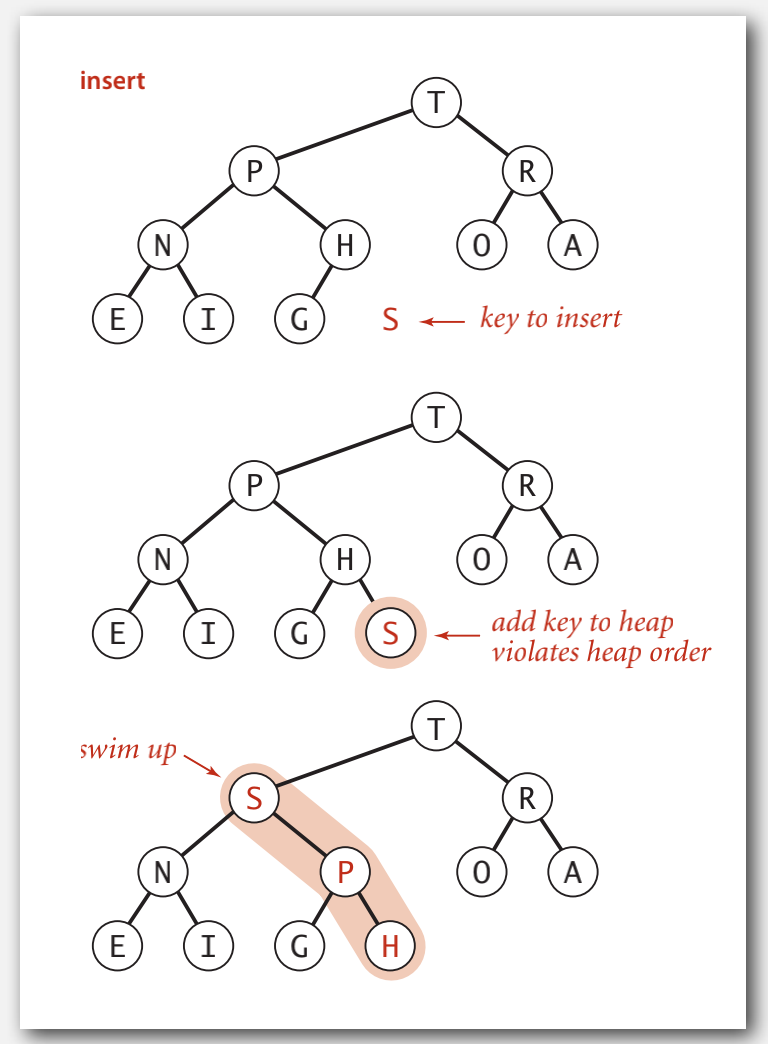 insert
T
P R
N H O A
E I G S key to insert
T
P R
N H O A
E I G S add key to heap
violates heap order
T
swim up
S R
N P O A
E I G H